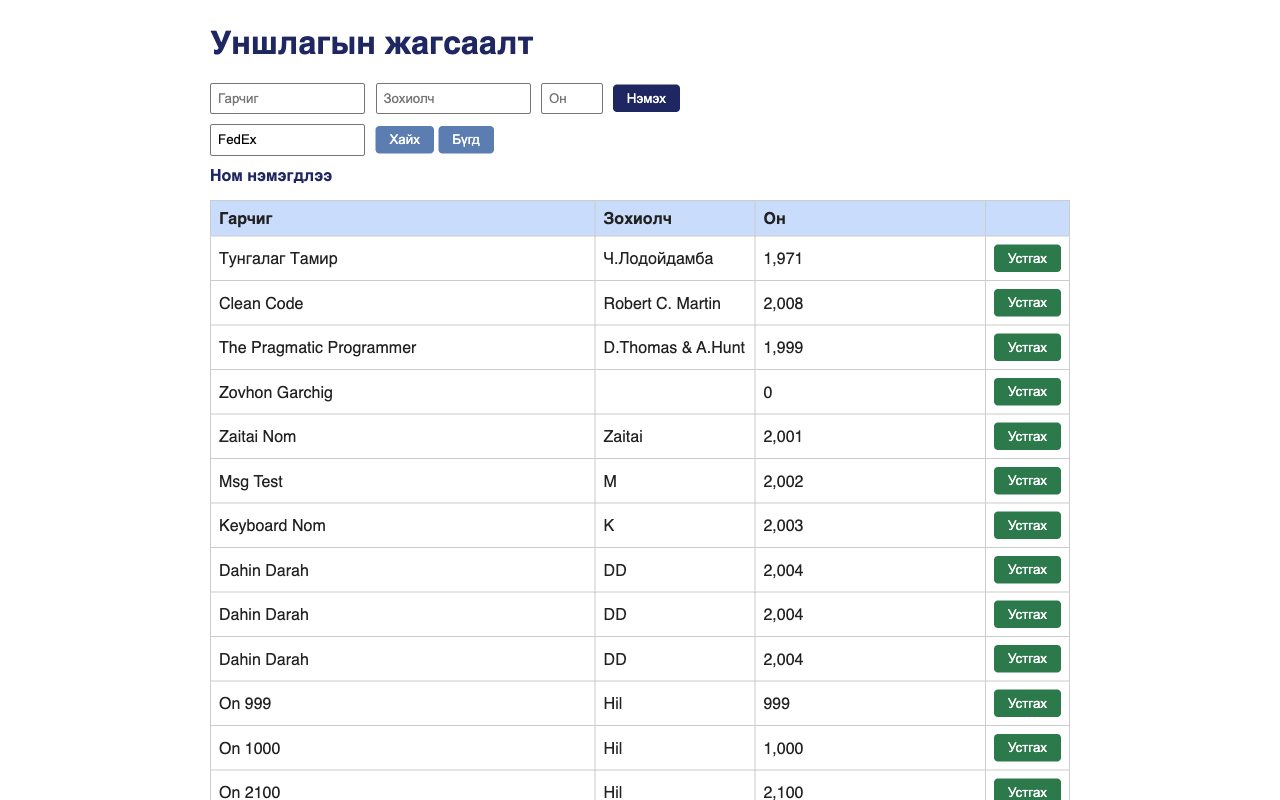 Уншлагын жагсаалт
Гарчиг Зохиолч Он Нэмэх
FedEx Хайх Бүгд
Ном нэмэгдлээ
Гарчиг Зохиолч Он
Тунгалаг Тамир Ч.Лодойдамба 1,971 Устгах
Clean Code Robert C. Martin 2,008 Устгах
The Pragmatic Programmer D.Thomas & A.Hunt 1,999 Устгах
Zovhon Garchig 0 Устгах
Zaitai Nom Zaitai 2,001 Устгах
Msg Test M 2,002 Устгах
Keyboard Nom K 2,003 Устгах
Dahin Darah DD 2,004 Устгах
Dahin Darah DD 2,004 Устгах
Dahin Darah DD 2,004 Устгах
On 999 Hil 999 Устгах
On 1000 Hil 1,000 Устгах
On 2100 Hil 2,100 Устгах